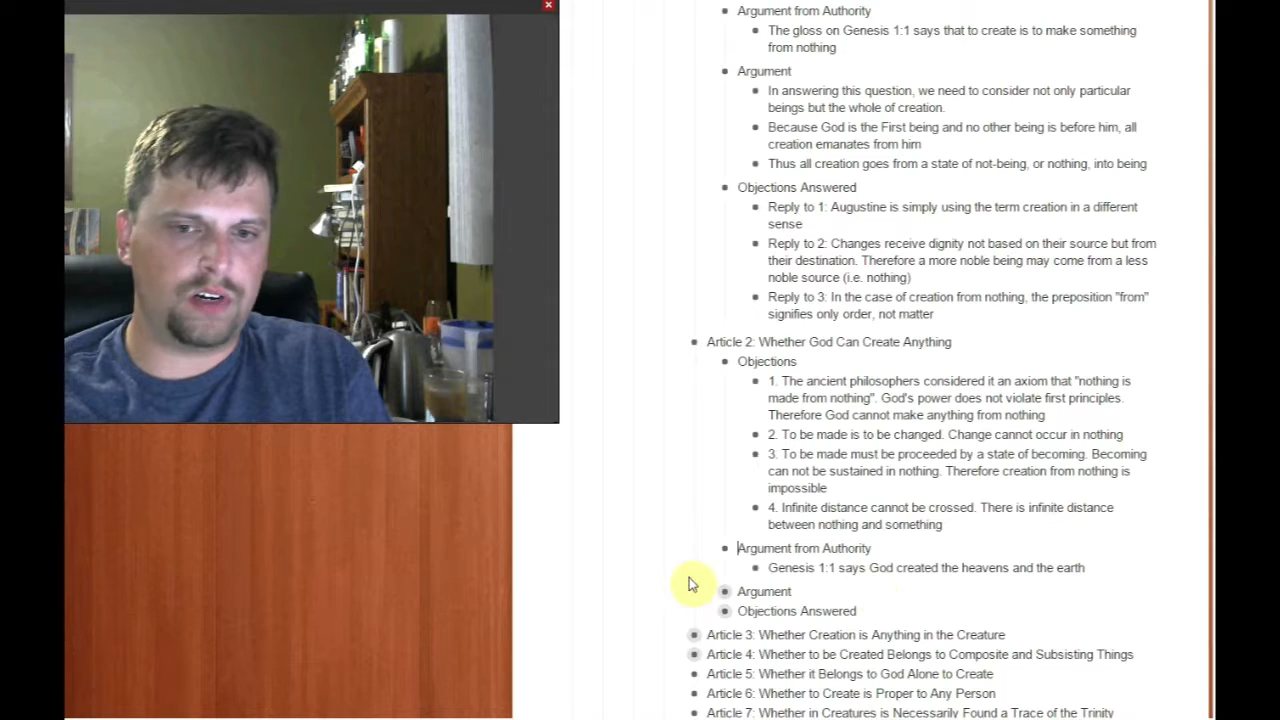 Argument from Authority
The gloss on Genesis 1:1 says that to create is to make something
from nothing
Argument
In answering this question, we need to consider not only particular
beings but the whole of creation.
Because God is the First being and no other being is before him, all
creation emanates from him
Thus all creation goes from a state of not-being, or nothing, into being
Objections Answered
Reply to 1: Augustine is simply using the term creation in a different
sense
Reply to 2: Changes receive dignity not based on their source but from
their destination. Therefore a more noble being may come from a less
noble source (i.e. nothing)
Reply to 3: In the case of creation from nothing, the preposition "from"
signifies only order, not matter
Article 2: Whether God Can Create Anything
Objections
1. The ancient philosophers considered it an axiom that "nothing is
made from nothing". God's power does not violate first principles.
Therefore God cannot make anything from nothing
2. To be made is to be changed. Change cannot occur in nothing
3. To be made must be proceeded by a state of becoming. Becoming
can not be sustained in nothing. Therefore creation from nothing is
impossible
4. Infinite distance cannot be crossed. There is infinite distance
between nothing and something
Argument from Authority
Genesis 1:1 says God created the heavens and the earth
Argument
Objections Answered
Article 3: Whether Creation is Anything in the Creature
Article 4: Whether to be Created Belongs to Composite and Subsisting Things
Article 5: Whether it Belongs to God Alone to Create
Article 6: Whether to Create is Proper to Any Person
Article 7: Whether in Creatures is Necessarily Found a Trace of the Trinity